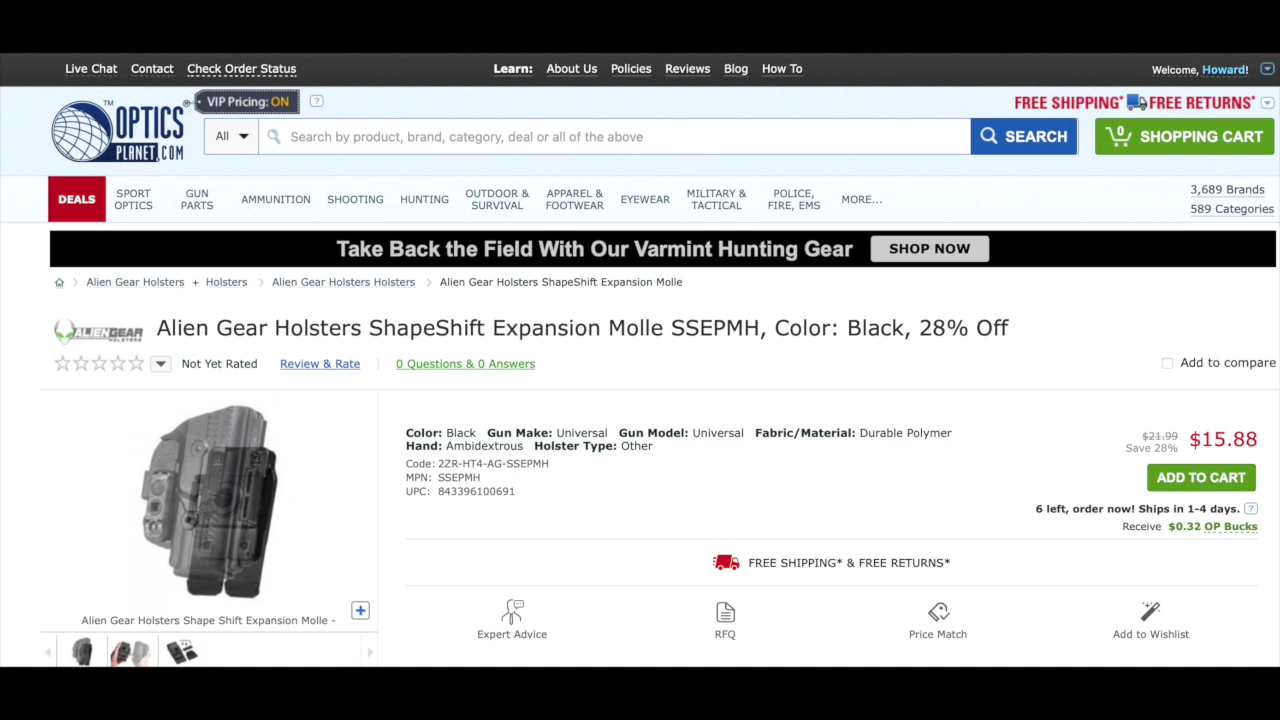 Live Chat Contact Check Order Status Learn: About Us Policies Reviews Blog How To Welcome, Howard!
VIP Pricing: ON ?
FREE SHIPPING* FREE RETURNS*
™ OPTICS PLANET.COM ®
All Search by product, brand, category, deal or all of the above SEARCH 0 SHOPPING CART
DEALS SPORT OPTICS GUN PARTS AMMUNITION SHOOTING HUNTING OUTDOOR & SURVIVAL APPAREL & FOOTWEAR EYEWEAR MILITARY & TACTICAL POLICE, FIRE, EMS MORE...
3,689 Brands
589 Categories
Take Back the Field With Our Varmint Hunting Gear SHOP NOW
Alien Gear Holsters + Holsters Alien Gear Holsters Holsters Alien Gear Holsters ShapeShift Expansion Molle
ALIENGEAR HOLSTERS
Alien Gear Holsters ShapeShift Expansion Molle SSEPMH, Color: Black, 28% Off
Not Yet Rated Review & Rate 0 Questions & 0 Answers Add to compare
Color: Black Gun Make: Universal Gun Model: Universal Fabric/Material: Durable Polymer
Hand: Ambidextrous Holster Type: Other
Code: 2ZR-HT4-AG-SSEPMH
MPN: SSEPMH
UPC: 843396100691
$21.99
Save 28% $15.88
ADD TO CART
6 left, order now! Ships in 1-4 days. ?
Receive $0.32 OP Bucks
FREE SHIPPING* & FREE RETURNS*
Alien Gear Holsters Shape Shift Expansion Molle -
Expert Advice RFQ Price Match Add to Wishlist